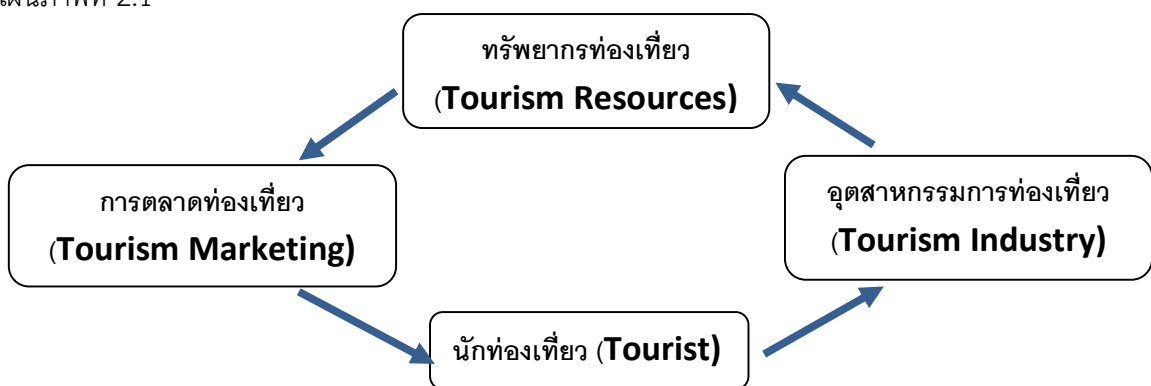 ทรัพยากรท่องเที่ยว
(Tourism Resources)
การตลาดท่องเที่ยว
(Tourism Marketing)
อุตสาหกรรมการท่องเที่ยว
(Tourism Industry)
นักท่องเที่ยว (Tourist)